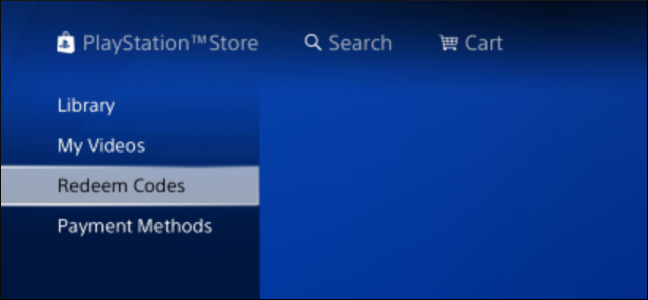 PlayStation™Store Search Cart
Library
My Videos
Redeem Codes
Payment Methods